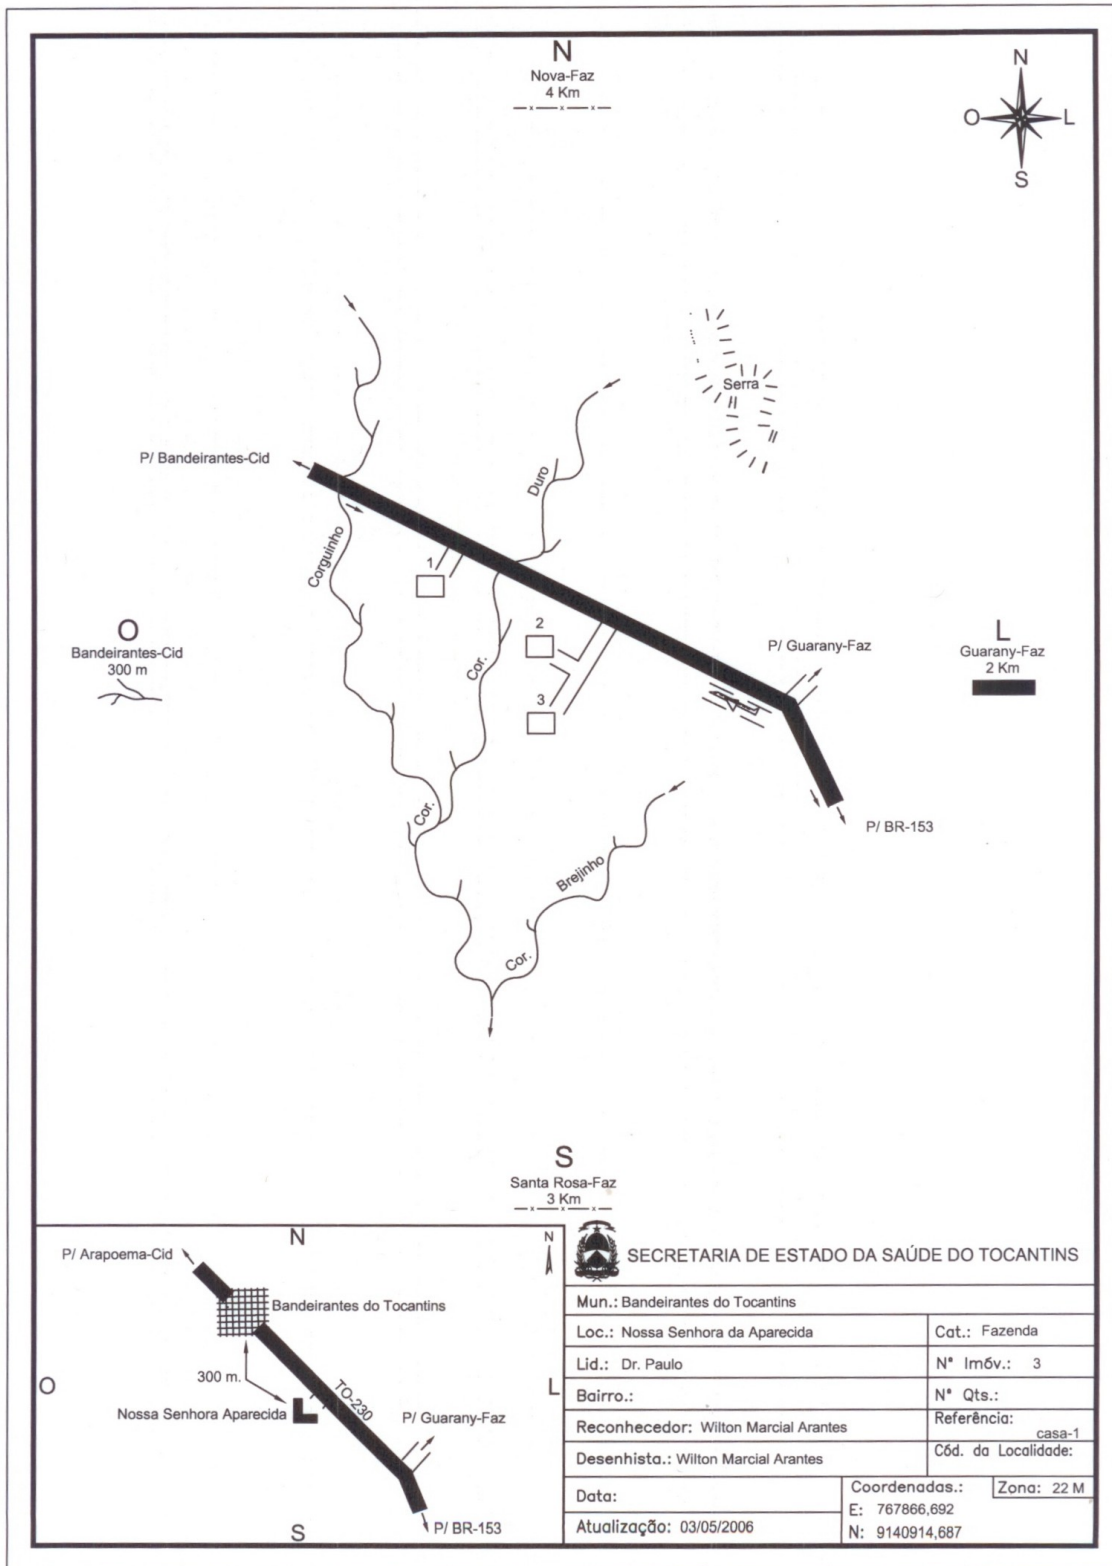 N
Nova-Faz
4 Km
N
O
L
S
Serra
P/ Bandeirantes-Cid
Duro
Corguinho
1
2
3
O
Bandeirantes-Cid
300 m
Cor.
P/ Guarany-Faz
L
Guarany-Faz
2 Km
Cor.
P/ BR-153
Brejinho
Cor.
S
Santa Rosa-Faz
3 Km
N
N
P/ Arapoema-Cid
Bandeirantes do Tocantins
300 m.
O
L
TO-230
Nossa Senhora Aparecida
P/ Guarany-Faz
P/ BR-153
S
SECRETARIA DE ESTADO DA SAÚDE DO TOCANTINS
Mun.: Bandeirantes do Tocantins
Loc.: Nossa Senhora da Aparecida
Cat.: Fazenda
Lid.: Dr. Paulo
N° Imóv.: 3
Bairro.:
N° Qts.:
Reconhecedor: Wilton Marcial Arantes
Referência:
casa-1
Desenhista.: Wilton Marcial Arantes
Cód. da Localidade:
Data:
Coordenadas.:
Zona: 22 M
E: 767866,692
Atualização: 03/05/2006
N: 9140914,687